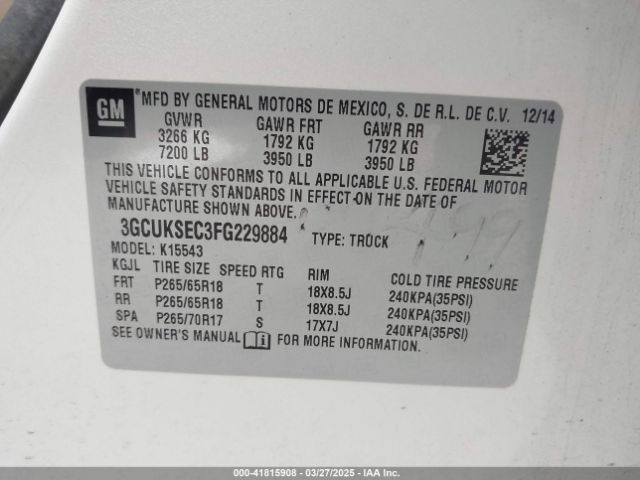 GM
®MFD BY GENERAL MOTORS DE MEXICO, S. DE R.L. DE C.V. 12/14
GVWR GAWR FRT GAWR RR
3266 KG 1792 KG 1792 KG
7200 LB 3950 LB 3950 LB
THIS VEHICLE CONFORMS TO ALL APPLICABLE U.S. FEDERAL MOTOR
VEHICLE SAFETY STANDARDS IN EFFECT ON THE DATE OF
MANUFACTURE SHOWN ABOVE.
3GCUKSEC3FG229884 TYPE: TRUCK
MODEL: K15543
KGJL TIRE SIZE SPEED RTG RIM COLD TIRE PRESSURE
FRT P265/65R18 T 18X8.5J 240KPA(35PSI)
RR P265/65R18 T 18X8.5J 240KPA(35PSI)
SPA P265/70R17 S 17X7J 240KPA(35PSI)
SEE OWNER'S MANUAL FOR MORE INFORMATION.
000-41815908 - 03/27/2025 - IAA Inc.